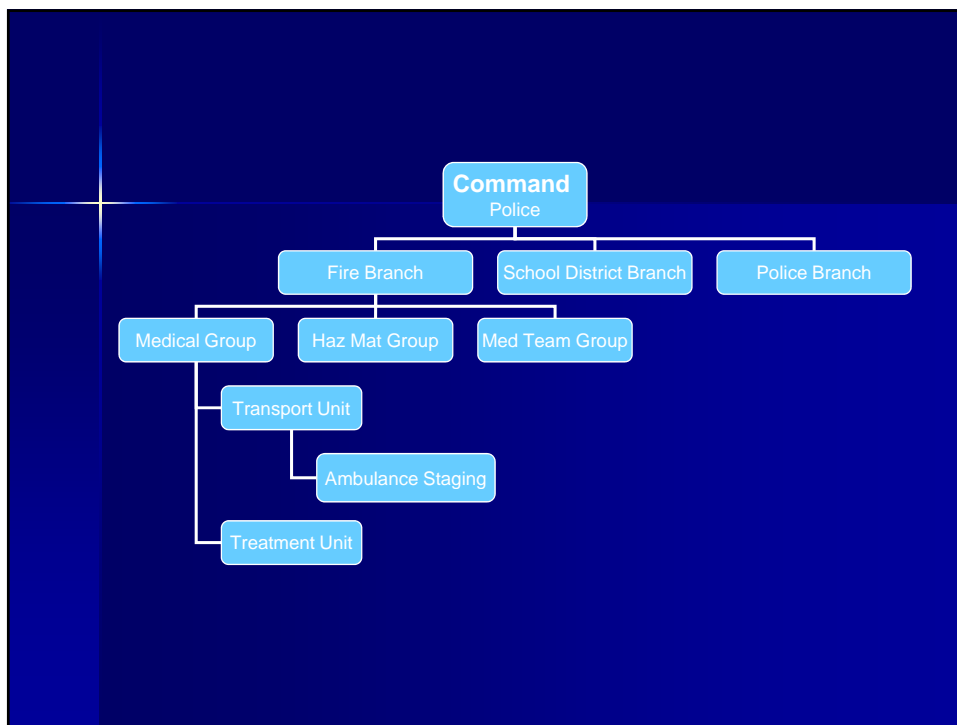 Command
Police
Fire Branch
School District Branch
Police Branch
Medical Group
Haz Mat Group
Med Team Group
Transport Unit
Ambulance Staging
Treatment Unit